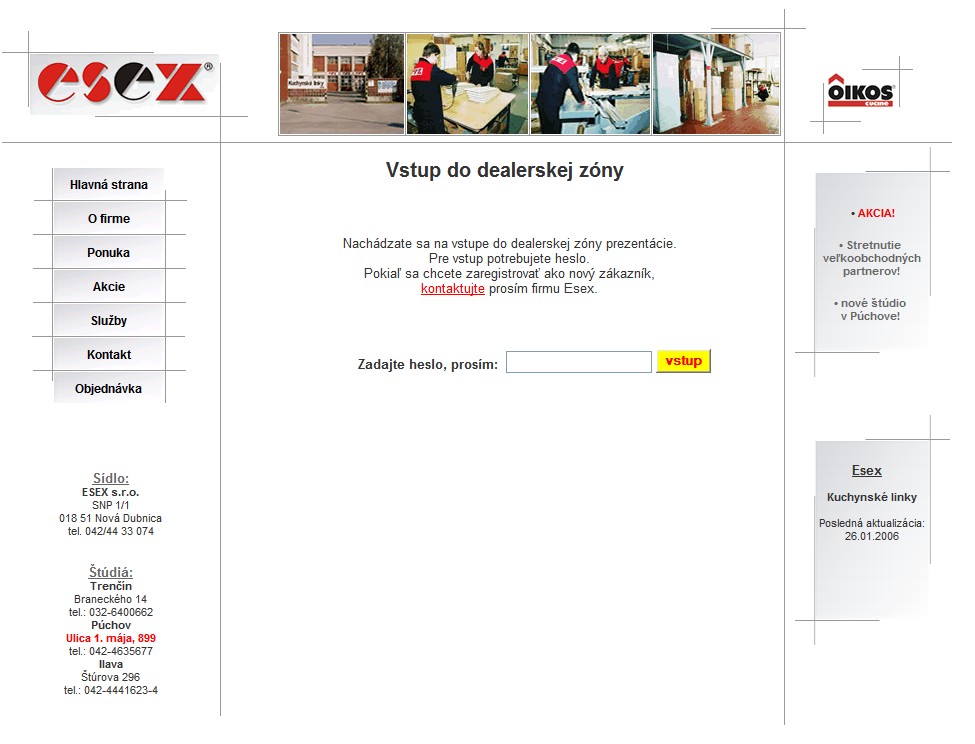 esex®
Kuchynské linky
ÖIKOS
cucine
Hlavná strana
O firme
Ponuka
Akcie
Služby
Kontakt
Objednávka
Sídlo:
ESEX s.r.o.
SNP 1/1
018 51 Nová Dubnica
tel. 042/44 33 074
Štúdiá:
Trenčín
Braneckého 14
tel.: 032-6400662
Púchov
Ulica 1. mája, 899
tel.: 042-4635677
Ilava
Štúrova 296
tel.: 042-4441623-4
Vstup do dealerskej zóny
Nachádzate sa na vstupe do dealerskej zóny prezentácie.
Pre vstup potrebujete heslo.
Pokiaľ sa chcete zaregistrovať ako nový zákazník,
kontaktujte prosím firmu Esex.
Zadajte heslo, prosím: vstup
• AKCIA!
• Stretnutie
veľkoobchodných
partnerov!
• nové štúdio
v Púchove!
Esex
Kuchynské linky
Posledná aktualizácia:
26.01.2006